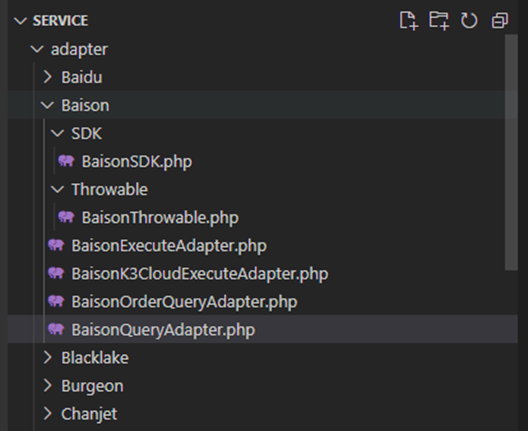 SERVICE
adapter
Baidu
Baison
SDK
BaisonSDK.php
Throwable
BaisonThrowable.php
BaisonExecuteAdapter.php
BaisonK3CloudExecuteAdapter.php
BaisonOrderQueryAdapter.php
BaisonQueryAdapter.php
Blacklake
Burgeon
Chanjet